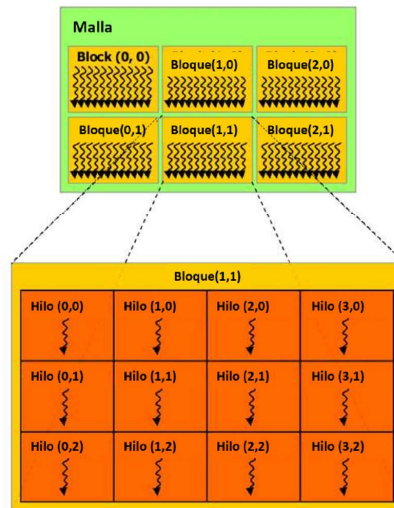 Malla
Block (0, 0)
Bloque(1,0)
Bloque(2,0)
Bloque(0,1)
Bloque(1,1)
Bloque(2,1)
Bloque(1,1)
Hilo (0,0)
Hilo (1,0)
Hilo (2,0)
Hilo (3,0)
Hilo (0,1)
Hilo (1,1)
Hilo (2,1)
Hilo (3,1)
Hilo (0,2)
Hilo (1,2)
Hilo (2,2)
Hilo (3,2)